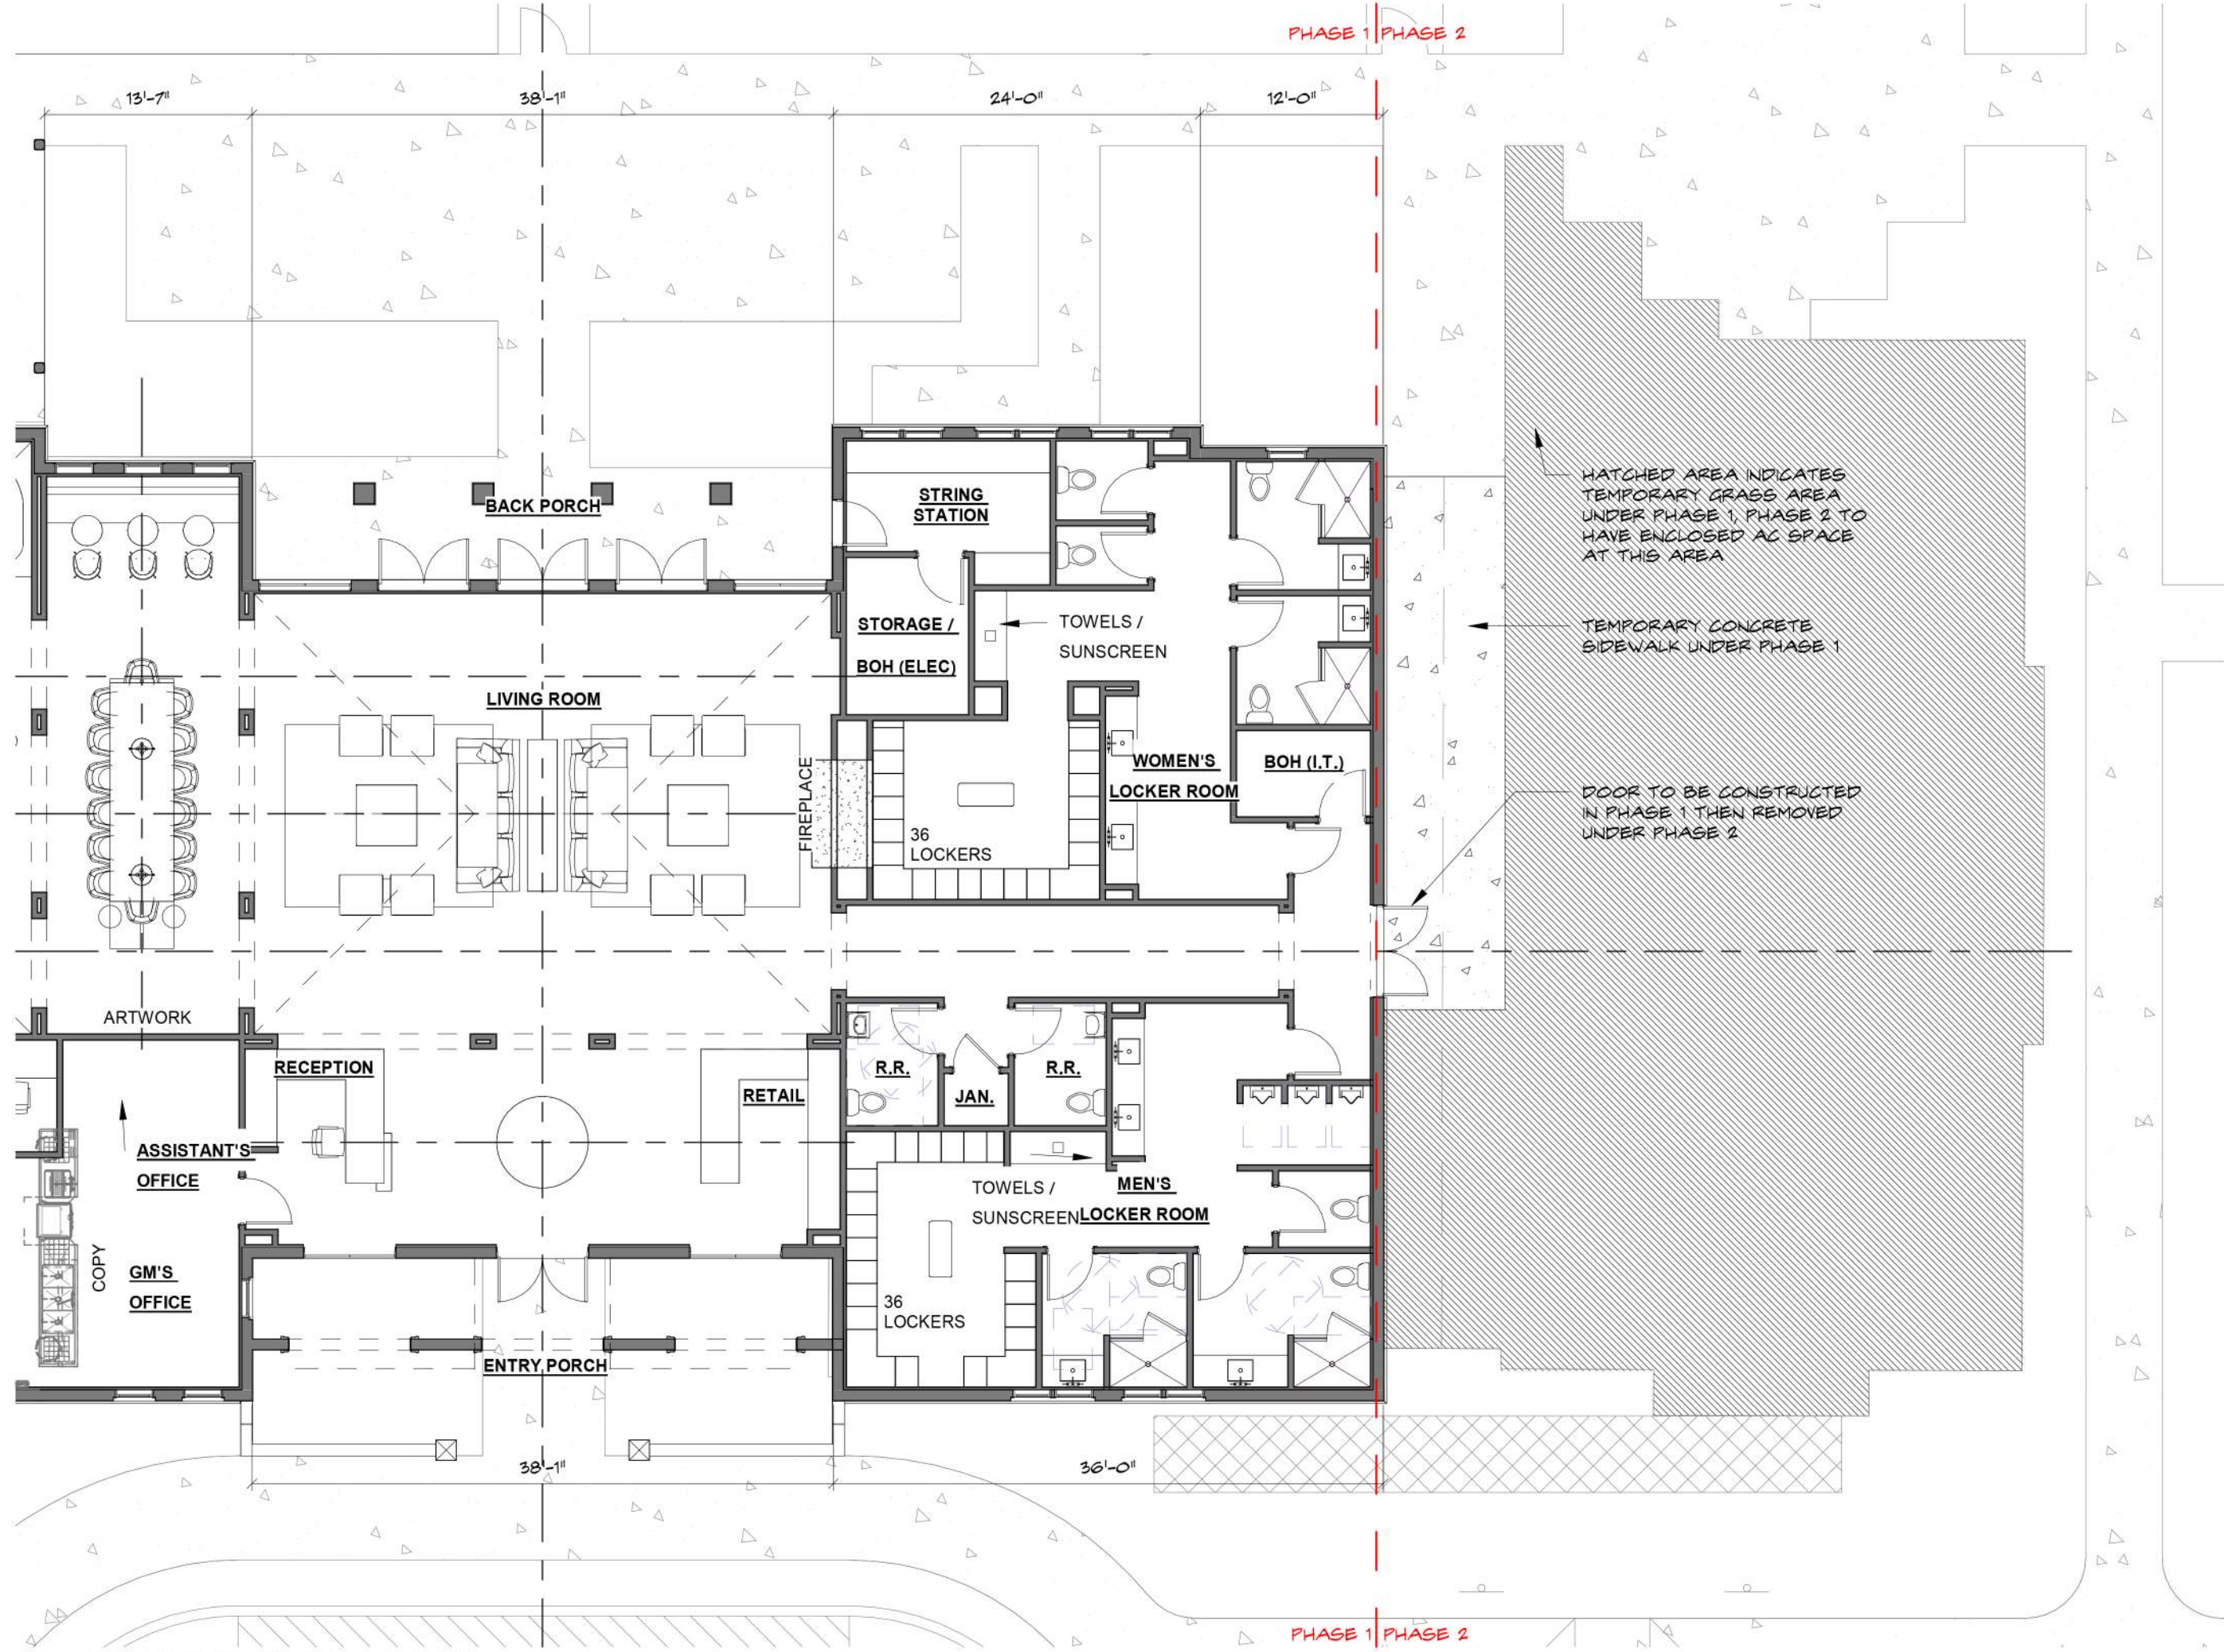 PHASE 1 PHASE 2
13'-7"
38'-1"
24'-0"
12'-0"
BACK PORCH
STRING
STATION
HATCHED AREA INDICATES
TEMPORARY GRASS AREA
UNDER PHASE 1, PHASE 2 TO
HAVE ENCLOSED AC SPACE
AT THIS AREA
STORAGE /
BOH (ELEC)
TOWELS /
SUNSCREEN
TEMPORARY CONCRETE
SIDEWALK UNDER PHASE 1
LIVING ROOM
FIREPLACE
WOMEN'S
LOCKER ROOM
BOH (I.T.)
DOOR TO BE CONSTRUCTED
IN PHASE 1 THEN REMOVED
UNDER PHASE 2
36
LOCKERS
ARTWORK
RECEPTION
RETAIL
R.R.
JAN.
R.R.
ASSISTANT'S
OFFICE
TOWELS /
SUNSCREEN
MEN'S
LOCKER ROOM
COPY
GM'S
OFFICE
36
LOCKERS
ENTRY PORCH
38'-1"
36'-0"
PHASE 1 PHASE 2